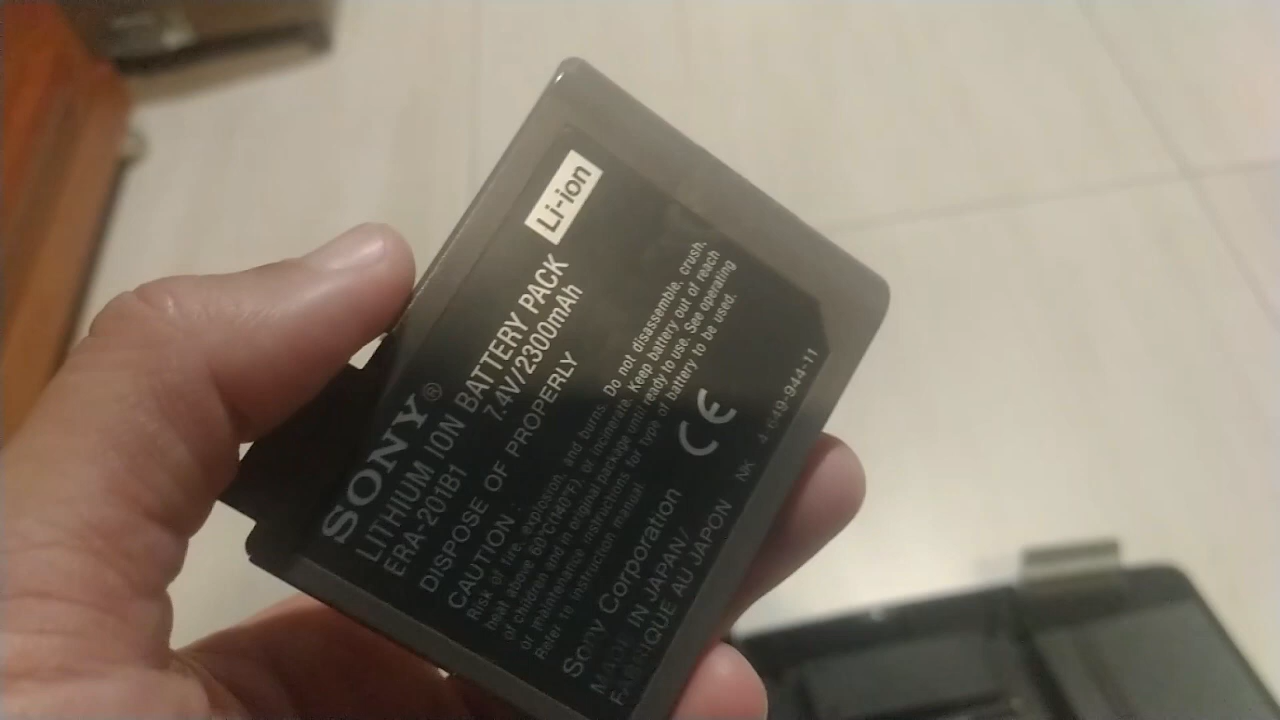 Li-ion
SONY®
LITHIUM ION BATTERY PACK
ERA-201B1 7.4V//2300mAh
DISPOSE OF PROPERLY
CAUTION :
Risk of fire, explosion, and burns. Do not disassemble, crush,
heat above 60°C(140°F), or incinerate. Keep battery out of reach
of children and in original package until ready to use. See operating
or maintenance instructions for type of battery to be used.
Refer to instruction manual
Sony Corporation CE
MADE IN JAPAN/
FABRIQUE AU JAPON NK 4-649-944-11